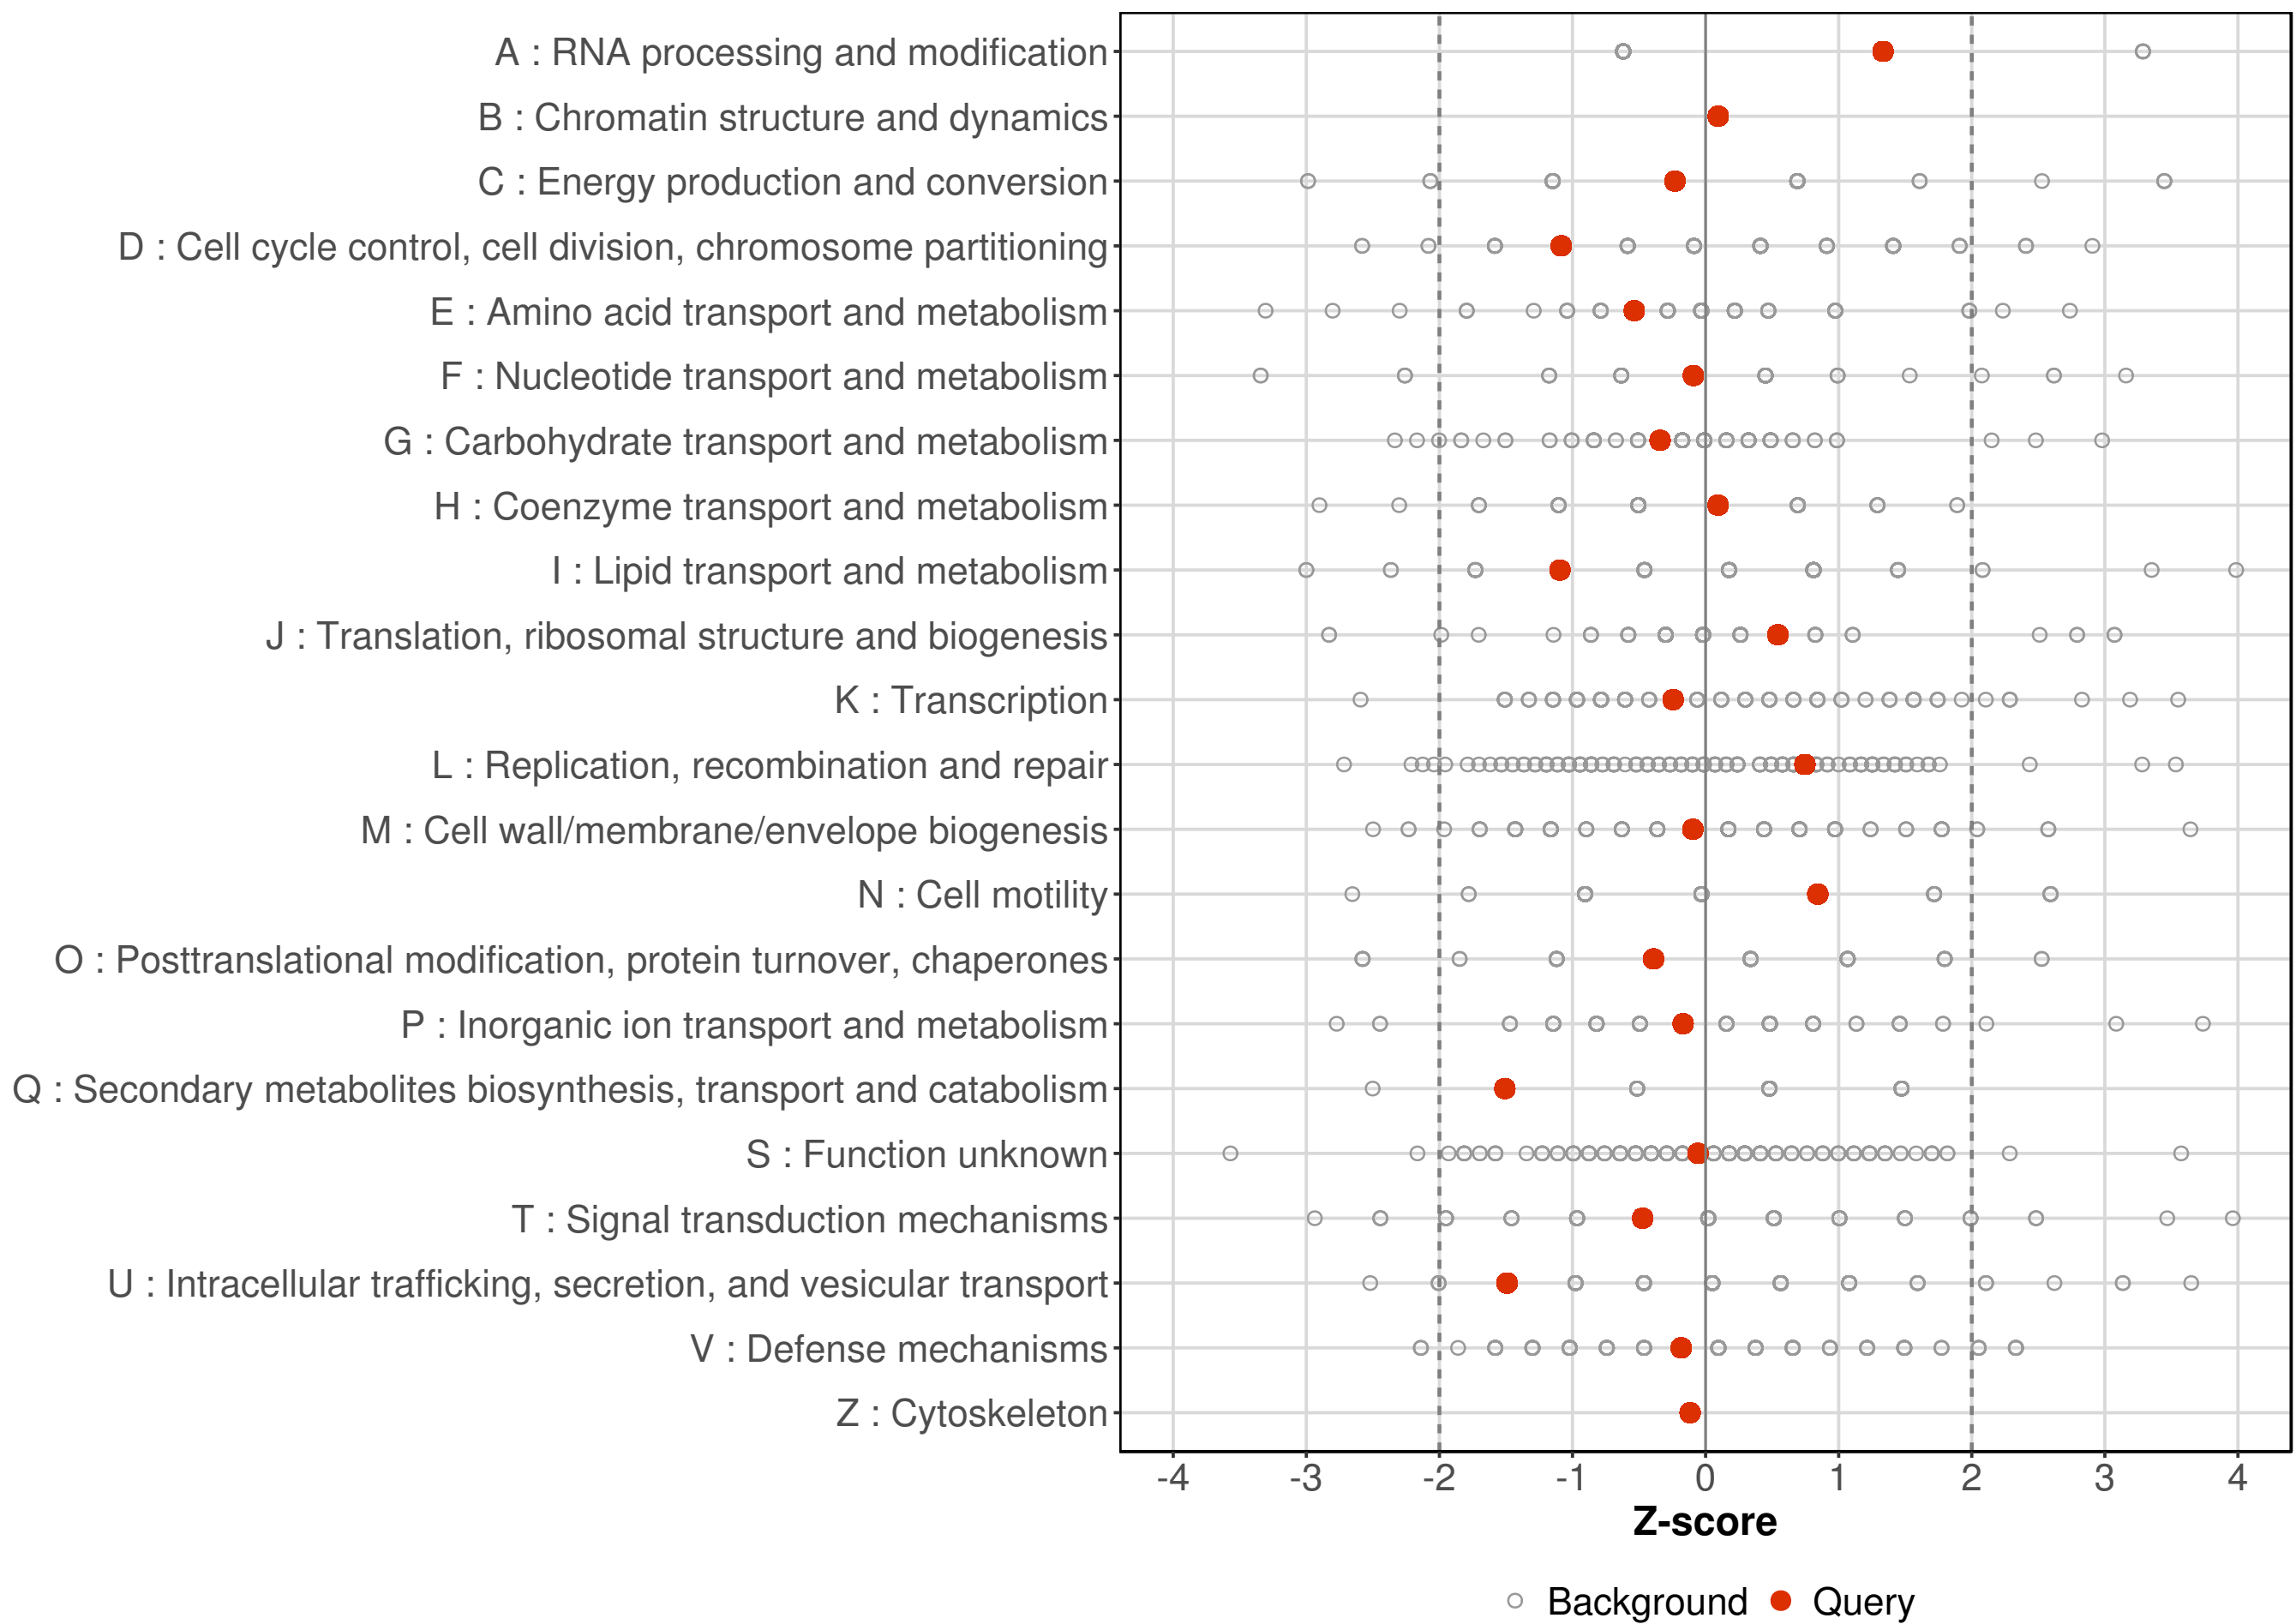 A : RNA processing and modification
B : Chromatin structure and dynamics
C : Energy production and conversion
D : Cell cycle control, cell division, chromosome partitioning
E : Amino acid transport and metabolism
F : Nucleotide transport and metabolism
G : Carbohydrate transport and metabolism
H : Coenzyme transport and metabolism
I : Lipid transport and metabolism
J : Translation, ribosomal structure and biogenesis
K : Transcription
L : Replication, recombination and repair
M : Cell wall/membrane/envelope biogenesis
N : Cell motility
O : Posttranslational modification, protein turnover, chaperones
P : Inorganic ion transport and metabolism
Q : Secondary metabolites biosynthesis, transport and catabolism
S : Function unknown
T : Signal transduction mechanisms
U : Intracellular trafficking, secretion, and vesicular transport
V : Defense mechanisms
Z : Cytoskeleton
-4 -3 -2 -1 0 1 2 3 4
Z-score
Background Query